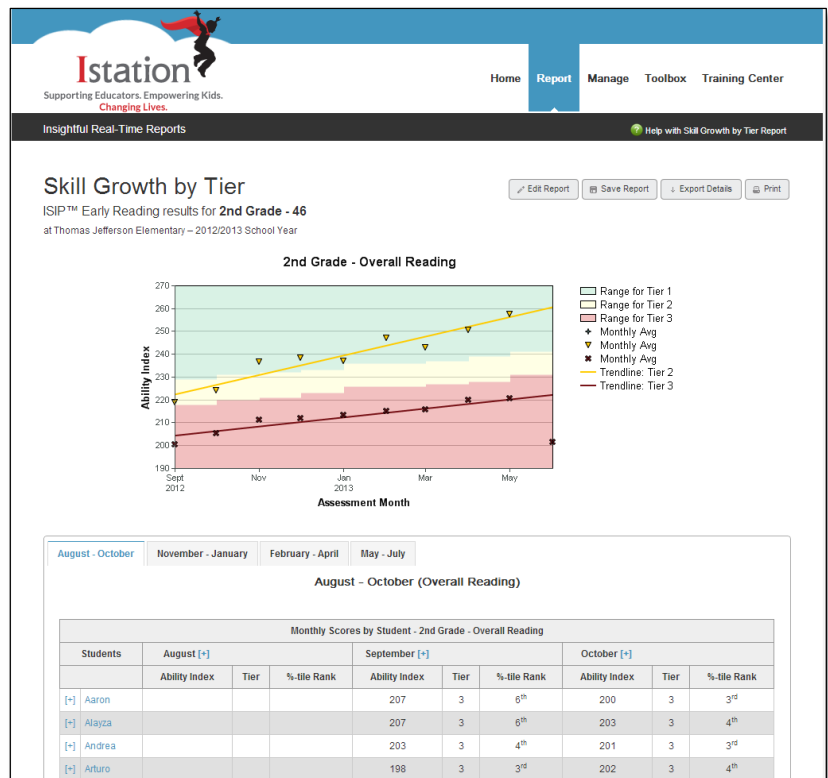 Istation
Supporting Educators. Empowering Kids.
Changing Lives.
Home Report Manage Toolbox Training Center
Insightful Real-Time Reports
Help with Skill Growth by Tier Report
Skill Growth by Tier
Edit Report Save Report Export Details Print
ISIP™ Early Reading results for 2nd Grade - 46
at Thomas Jefferson Elementary – 2012/2013 School Year
2nd Grade - Overall Reading
270
260
250
240
230
220
210
200
190
Ability Index
Sept Nov Jan Mar May
2012 2013
Assessment Month
Range for Tier 1
Range for Tier 2
Range for Tier 3
Monthly Avg
Monthly Avg
Monthly Avg
Trendline: Tier 2
Trendline: Tier 3
August - October November - January February - April May - July
August - October (Overall Reading)
Monthly Scores by Student - 2nd Grade - Overall Reading
Students August [+] September [+] October [+]
Ability Index Tier %-tile Rank Ability Index Tier %-tile Rank Ability Index Tier %-tile Rank
[+] Aaron 207 3 6th 200 3 3rd
[+] Alayza 207 3 6th 203 3 4th
[+] Andrea 203 3 4th 201 3 3rd
[+] Arturo 198 3 3rd 202 3 4th